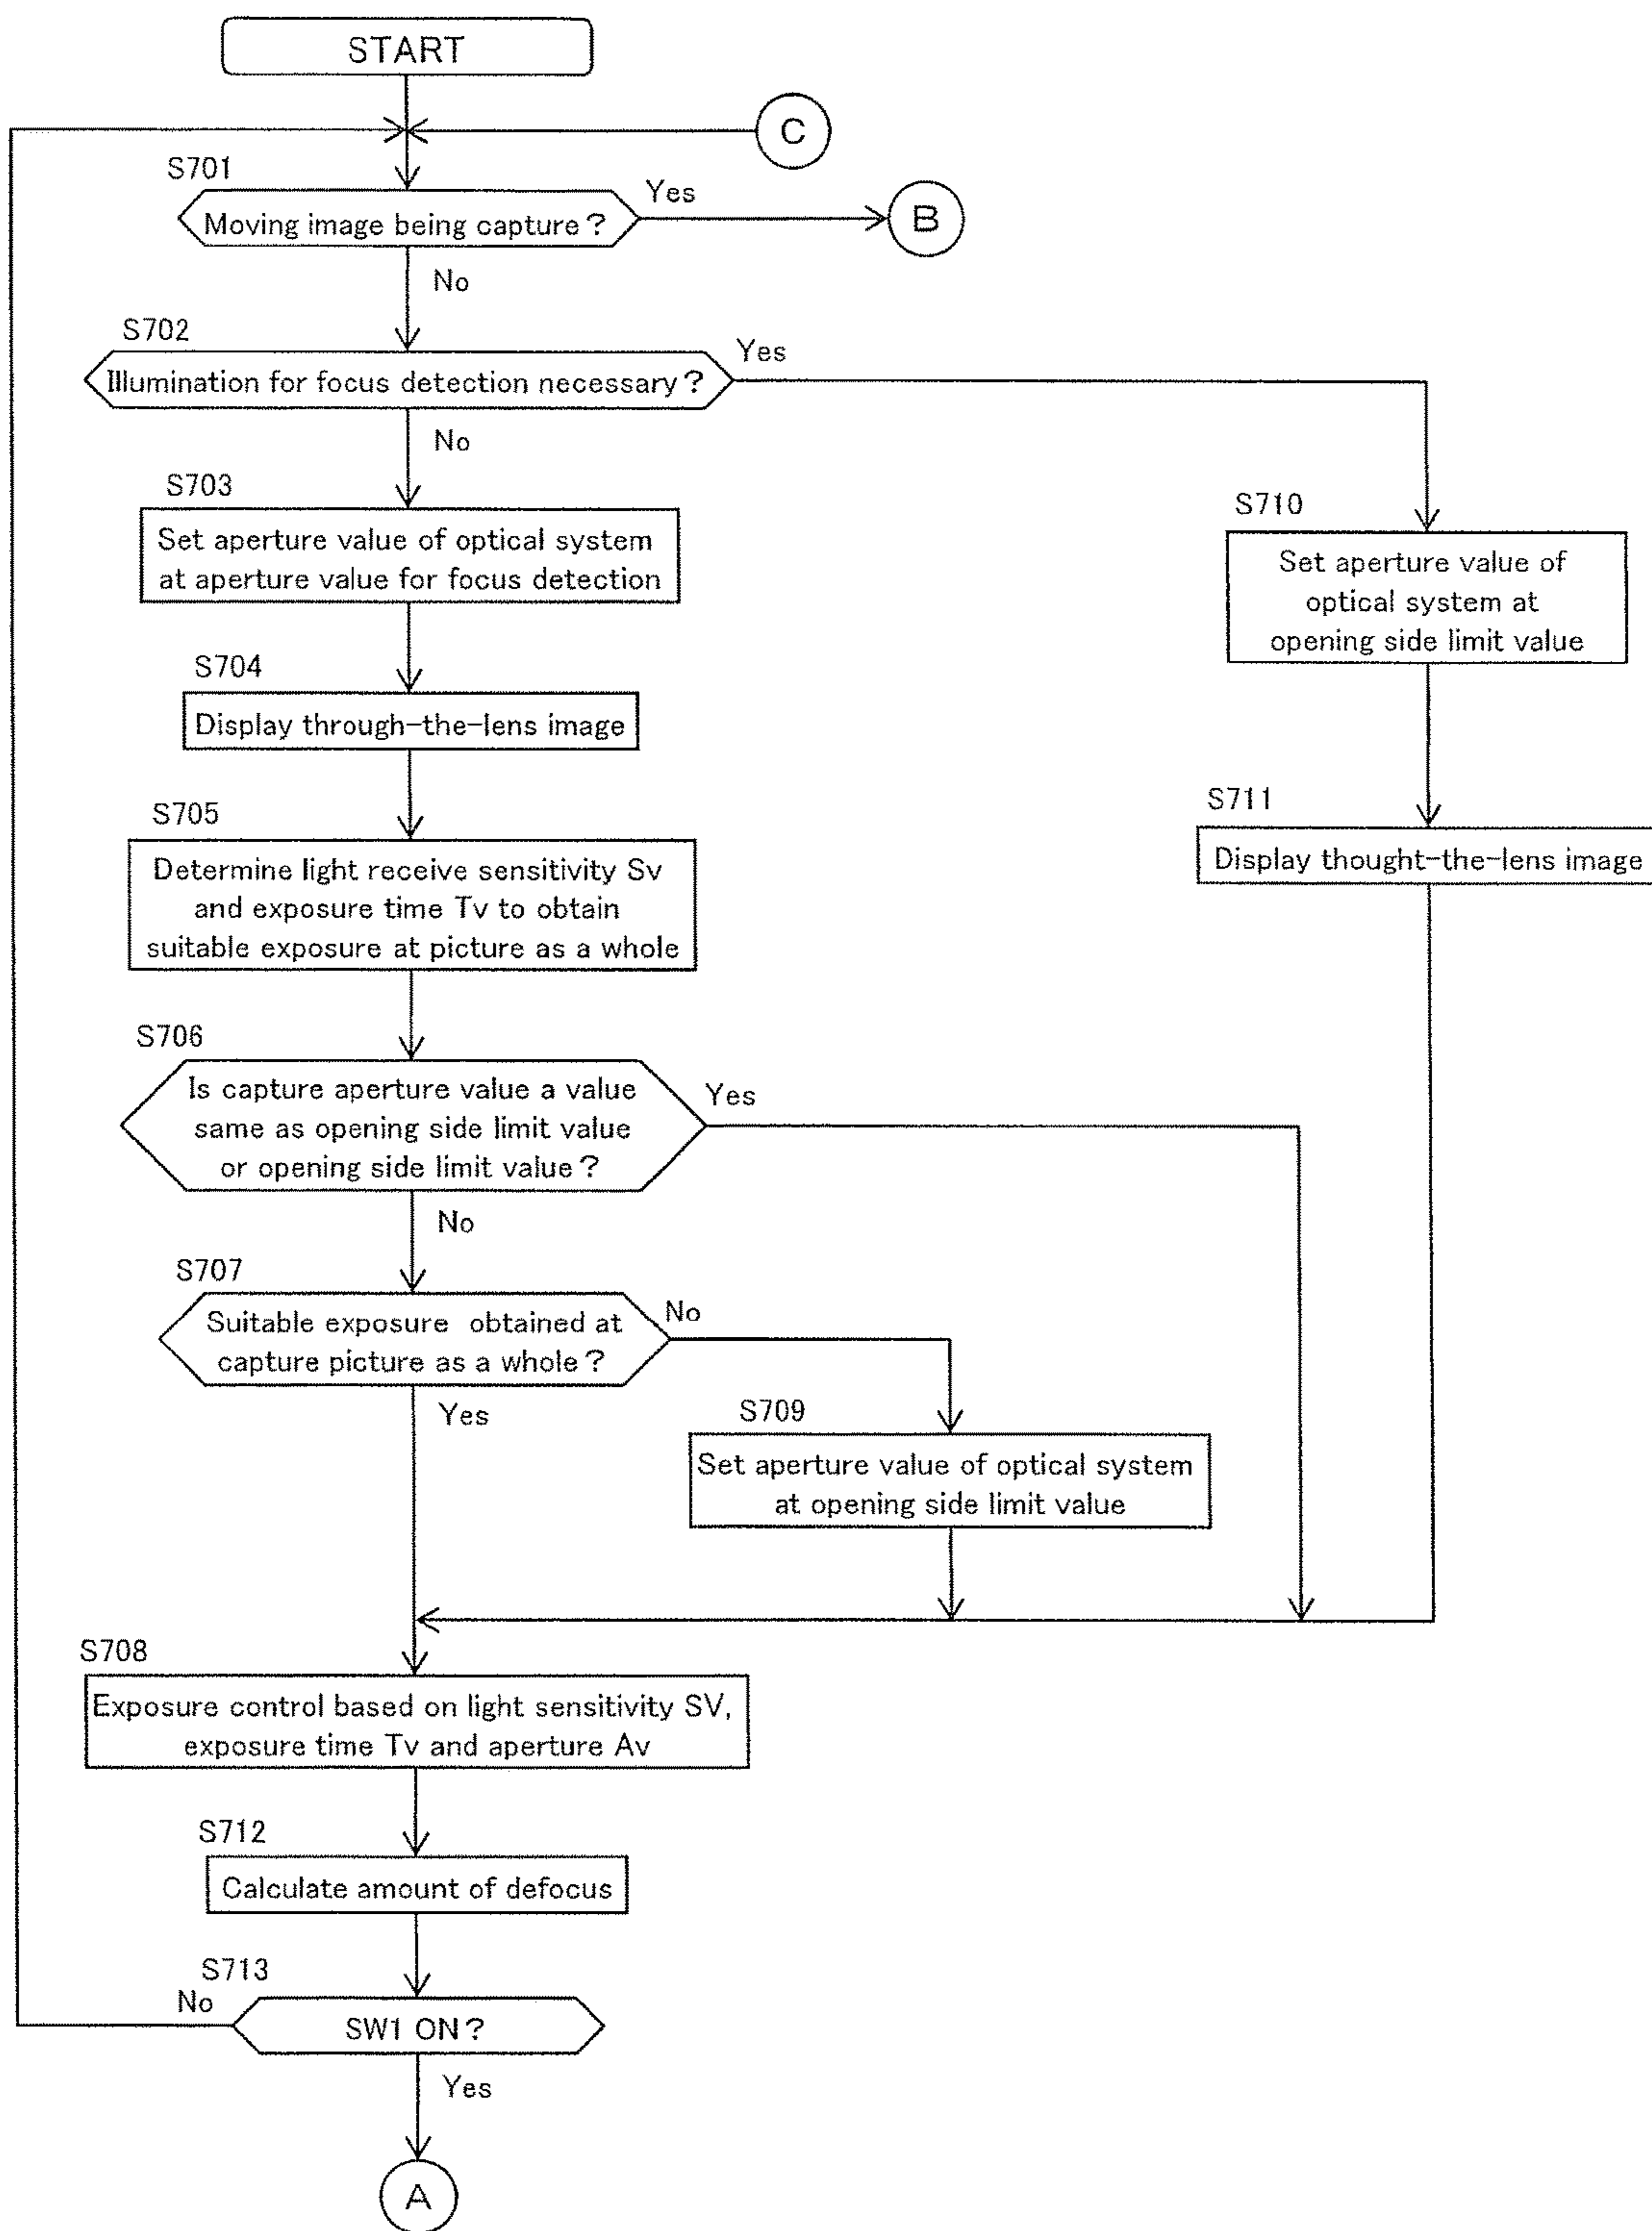 START
C
S701
Yes
Moving image being capture?
B
No
S702
Yes
Illumination for focus detection necessary?
No
S703
Set aperture value of optical system
at aperture value for focus detection
S710
Set aperture value of
optical system at
opening side limit value
S704
Display through-the-lens image
S711
Display thought-the-lens image
S705
Determine light receive sensitivity Sv
and exposure time Tv to obtain
suitable exposure at picture as a whole
S706
Is capture aperture value a value
same as opening side limit value
or opening side limit value?
Yes
No
S707
Suitable exposure obtained at
capture picture as a whole?
No
Yes
S709
Set aperture value of optical system
at opening side limit value
S708
Exposure control based on light sensitivity SV,
exposure time Tv and aperture Av
S712
Calculate amount of defocus
S713
No
SW1 ON?
Yes
A